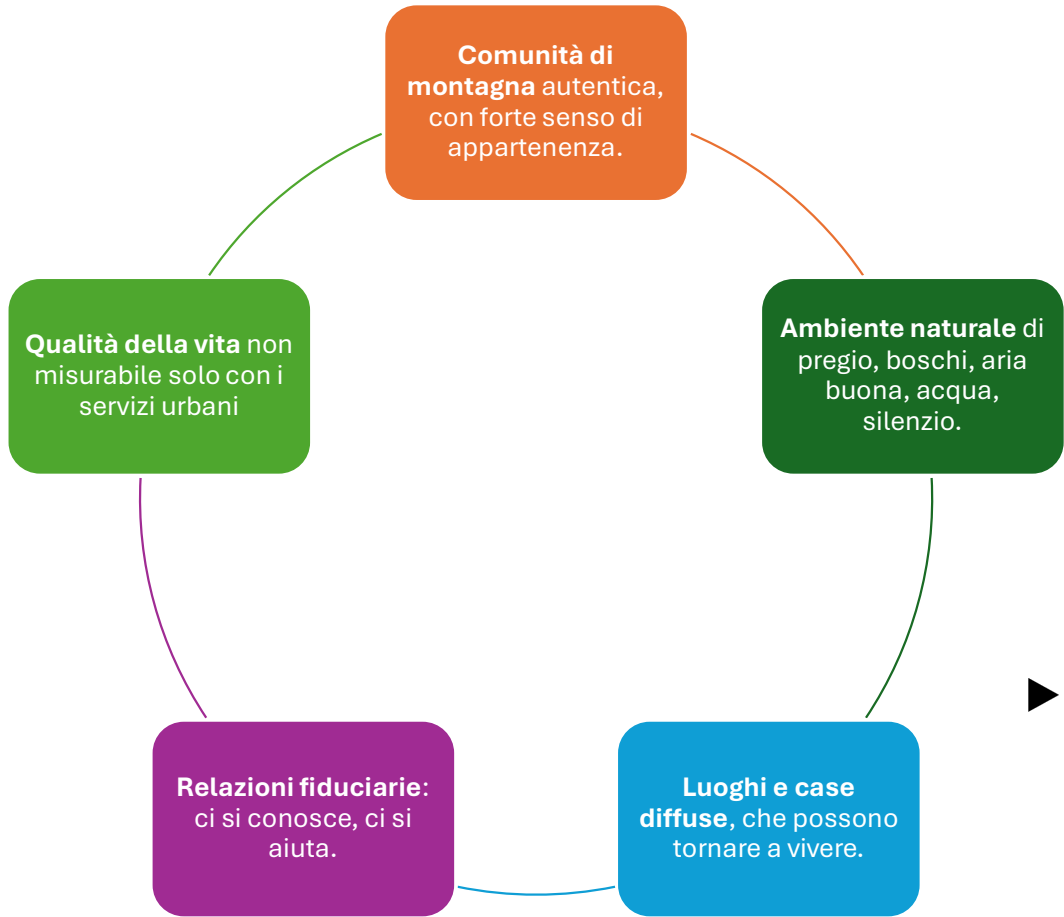 Comunità di
montagna autentica,
con forte senso di
appartenenza.
Ambiente naturale di
pregio, boschi, aria
buona, acqua,
silenzio.
Luoghi e case
diffuse, che possono
tornare a vivere.
Relazioni fiduciarie:
ci si conosce, ci si
aiuta.
Qualità della vita non
misurabile solo con i
servizi urbani